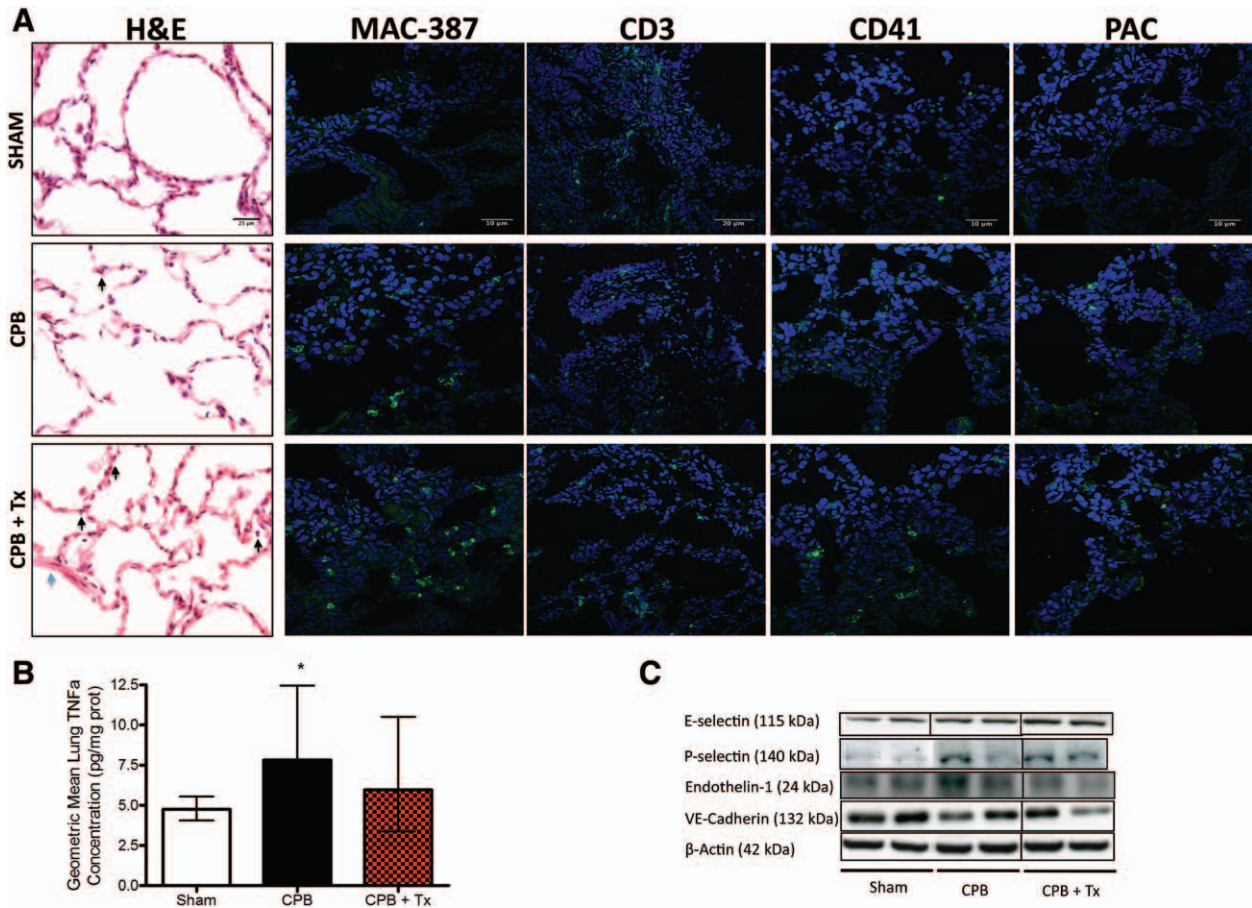 A
H&E MAC-387 CD3 CD41 PAC
SHAM
25 µm
10 µm
20 µm
10 µm
10 µm
CPB
CPB + Tx
B
Geometric Mean Lung TNFa
Concentration (pg/mg prot)
12.5
10.0
7.5
5.0
2.5
0.0
*
Sham CPB CPB + Tx
C
E-selectin (115 kDa)
P-selectin (140 kDa)
Endothelin-1 (24 kDa)
VE-Cadherin (132 kDa)
β-Actin (42 kDa)
Sham CPB CPB + Tx